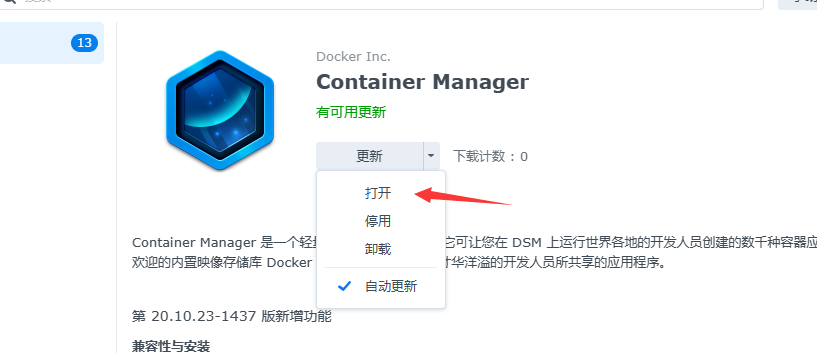 13
Docker Inc.
Container Manager
有可用更新
更新
下载计数：0
打开
停用
卸载
自动更新
Container Manager 是一个轻 它可让您在 DSM 上运行世界各地的开发人员创建的数千种容器应
欢迎的内置映像存储库 Docker 才华洋溢的开发人员所共享的应用程序。
第 20.10.23-1437 版新增功能
兼容性与安装